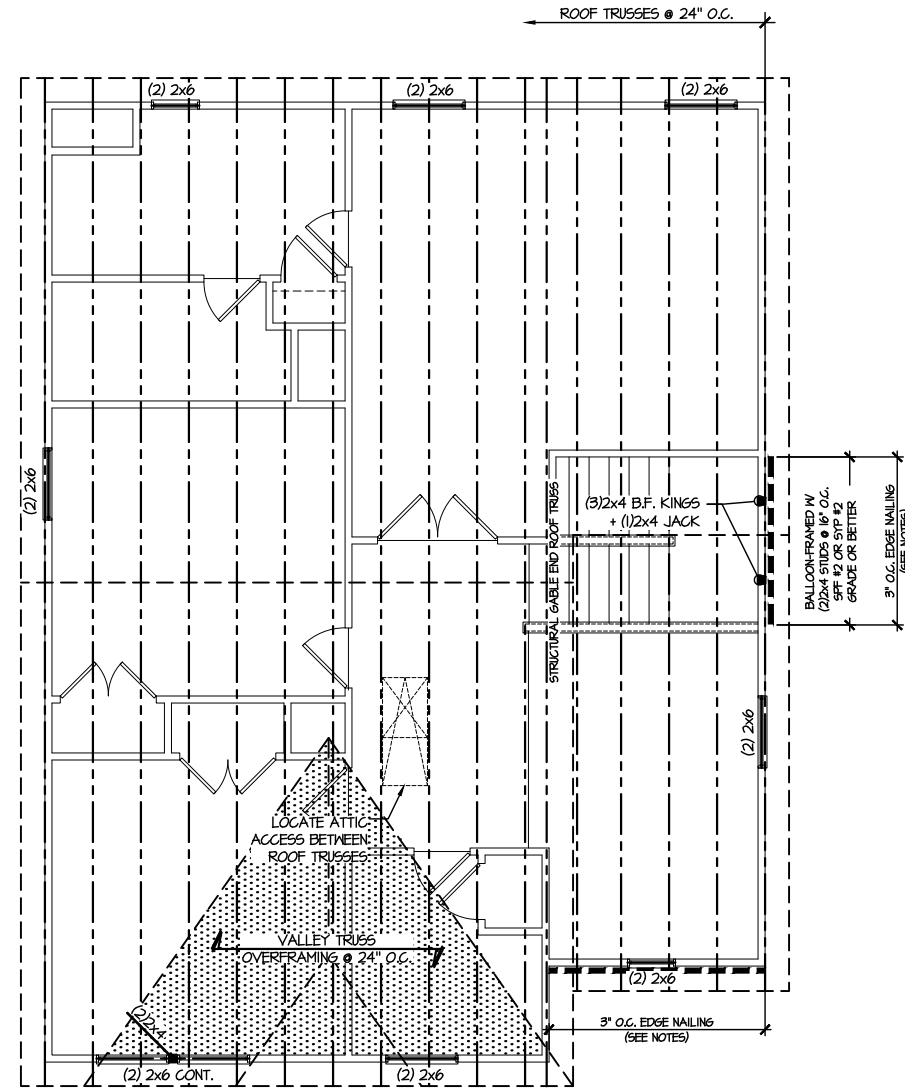 ROOF TRUSSES @ 24" O.C.
(2) 2x6
(2) 2x6
(2) 2x6
(2) 2x6
STRUCTURAL GABLE END ROOF TRUSS
(3)2x4 B.F. KINGS
+ (1)2x4 JACK
BALLOON-FRAMED W/
(2)2x4 STUDS @ 16" O.C.
SPF #2 OR SYP #2
GRADE OR BETTER
3" O.C. EDGE NAILING
(SEE NOTES)
(2) 2x6
LOCATE ATTIC
ACCESS BETWEEN
ROOF TRUSSES
VALLEY TRUSS
OVERFRAMING @ 24" O.C.
(2) 2x6
(2)2x4
3" O.C. EDGE NAILING
(SEE NOTES)
(2) 2x6 CONT.
(2) 2x6